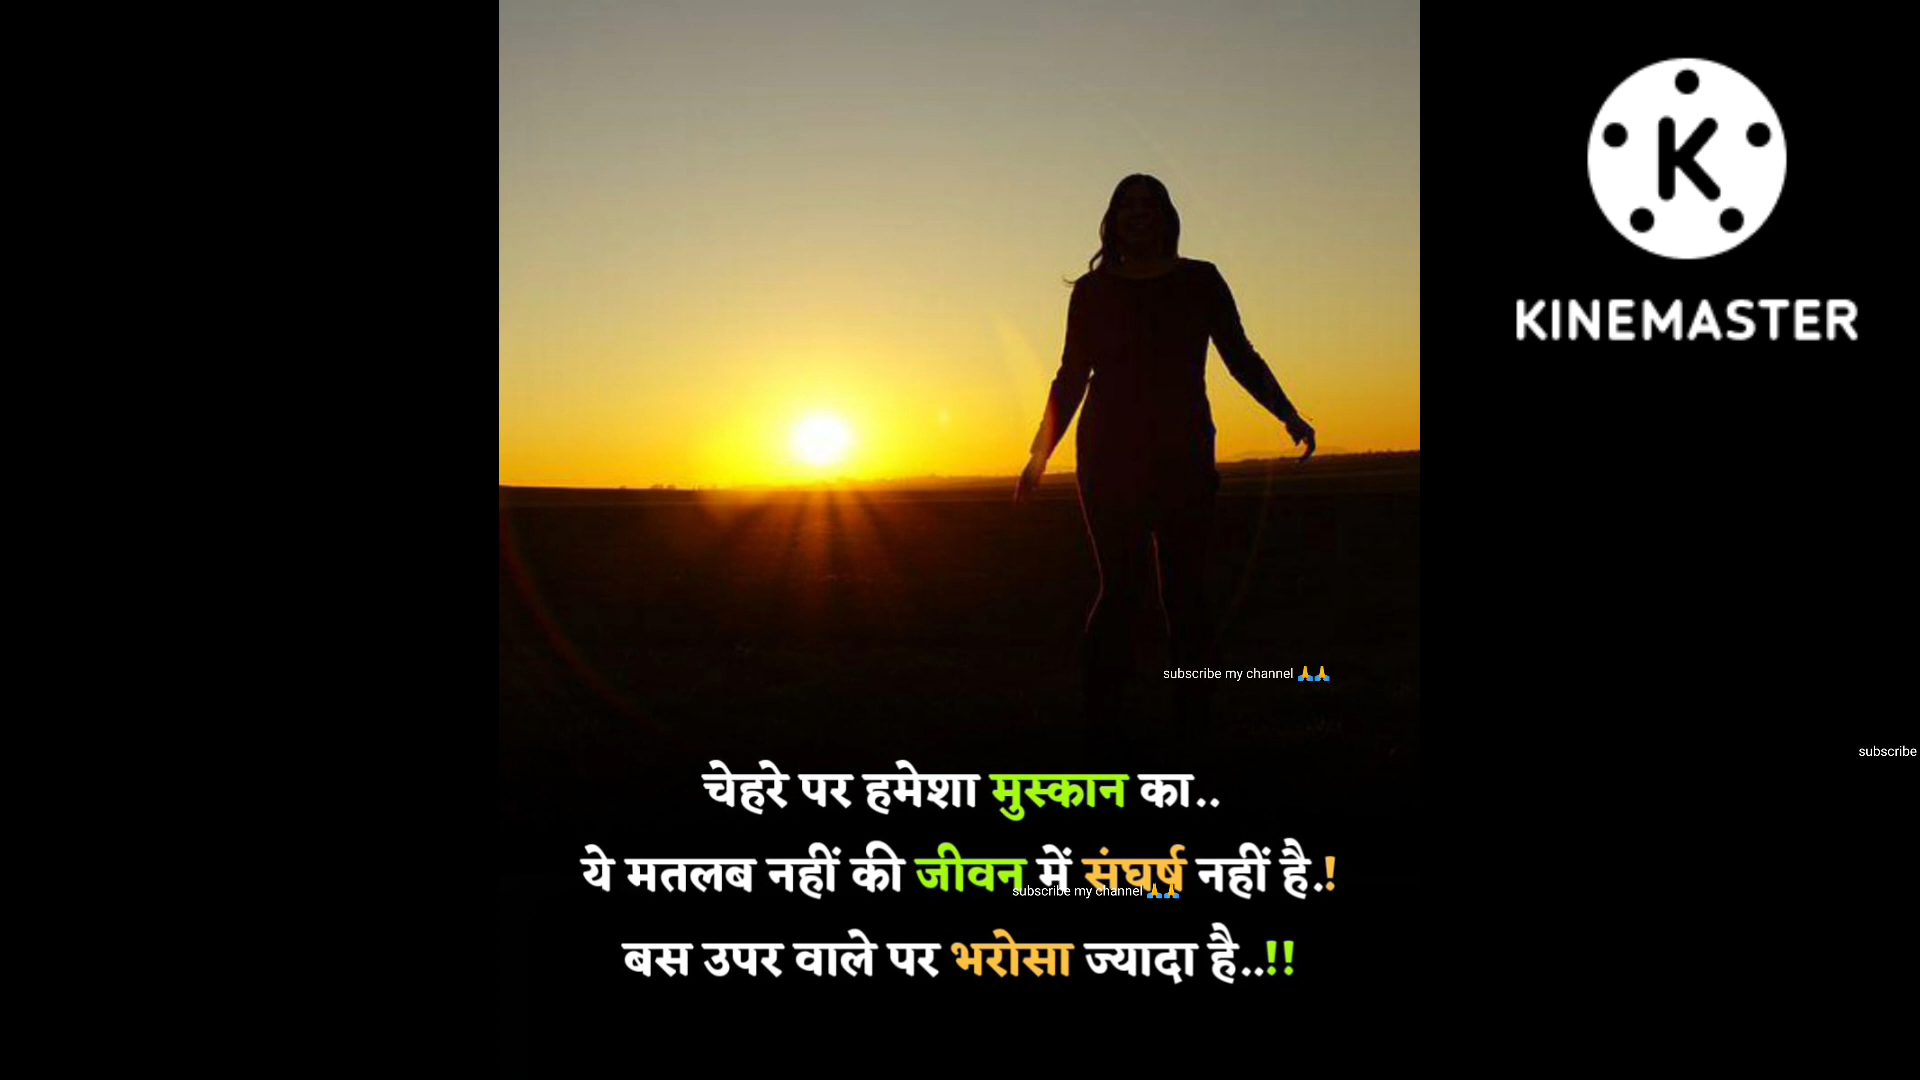 KINEMASTER
subscribe my channel 🙏🙏
subscribe
चेहरे पर हमेशा मुस्कान का..
ये मतलब नहीं की जीवन में संघर्ष नहीं है.!
subscribe my channel 🙏🙏
बस उपर वाले पर भरोसा ज्यादा है..!!